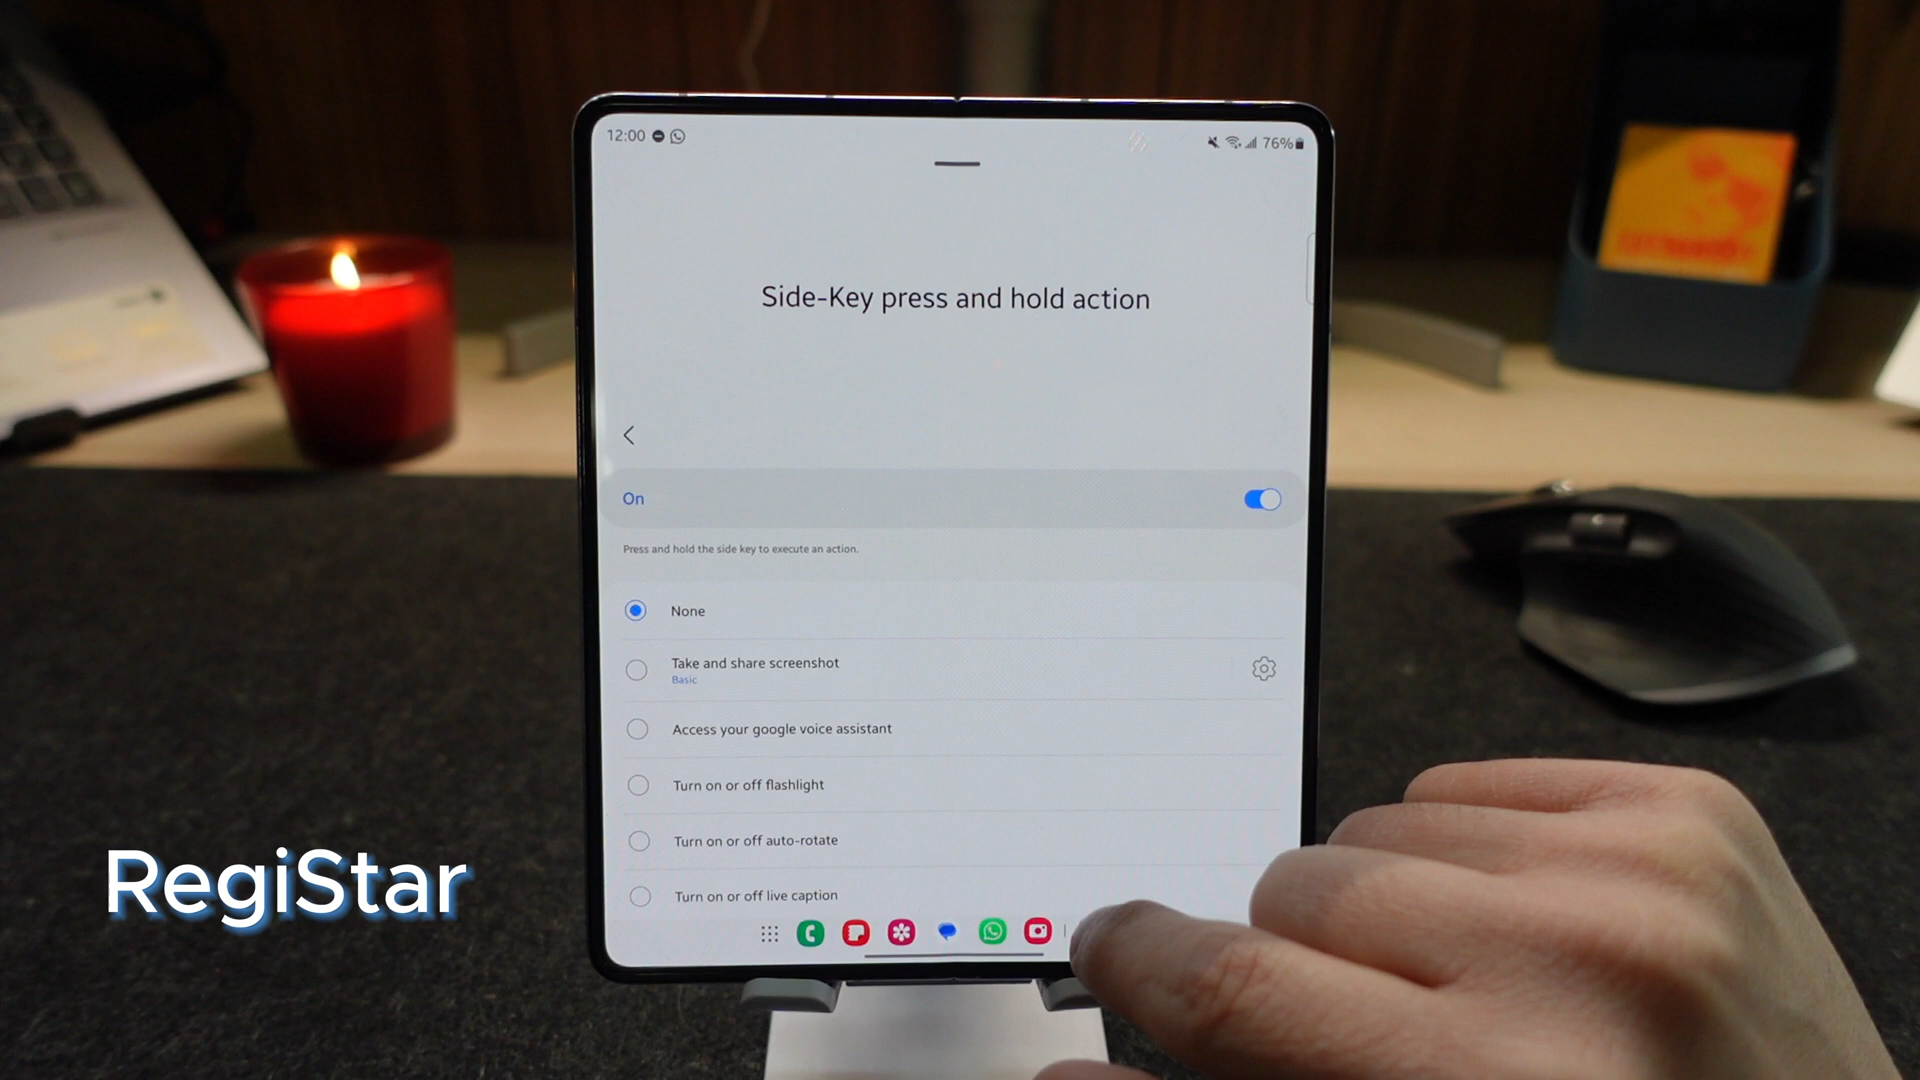 12:00
76%
Side-Key press and hold action
On
Press and hold the side key to execute an action.
None
Take and share screenshot
Basic
Access your google voice assistant
Turn on or off flashlight
Turn on or off auto-rotate
Turn on or off live caption
RegiStar